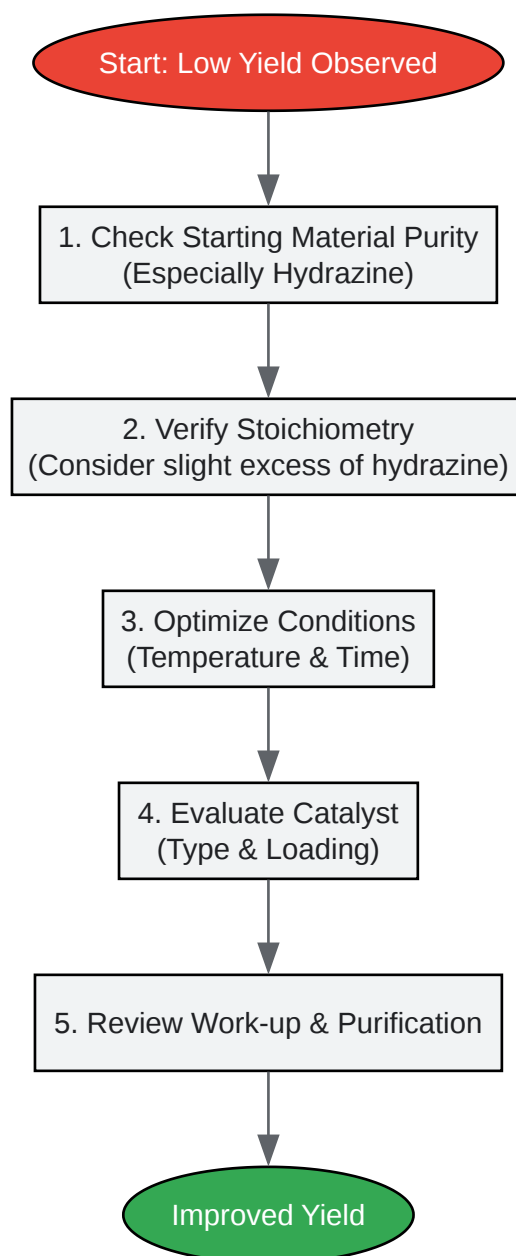 Start: Low Yield Observed
1. Check Starting Material Purity
(Especially Hydrazine)
2. Verify Stoichiometry
(Consider slight excess of hydrazine)
3. Optimize Conditions
(Temperature & Time)
4. Evaluate Catalyst
(Type & Loading)
5. Review Work-up & Purification
Improved Yield